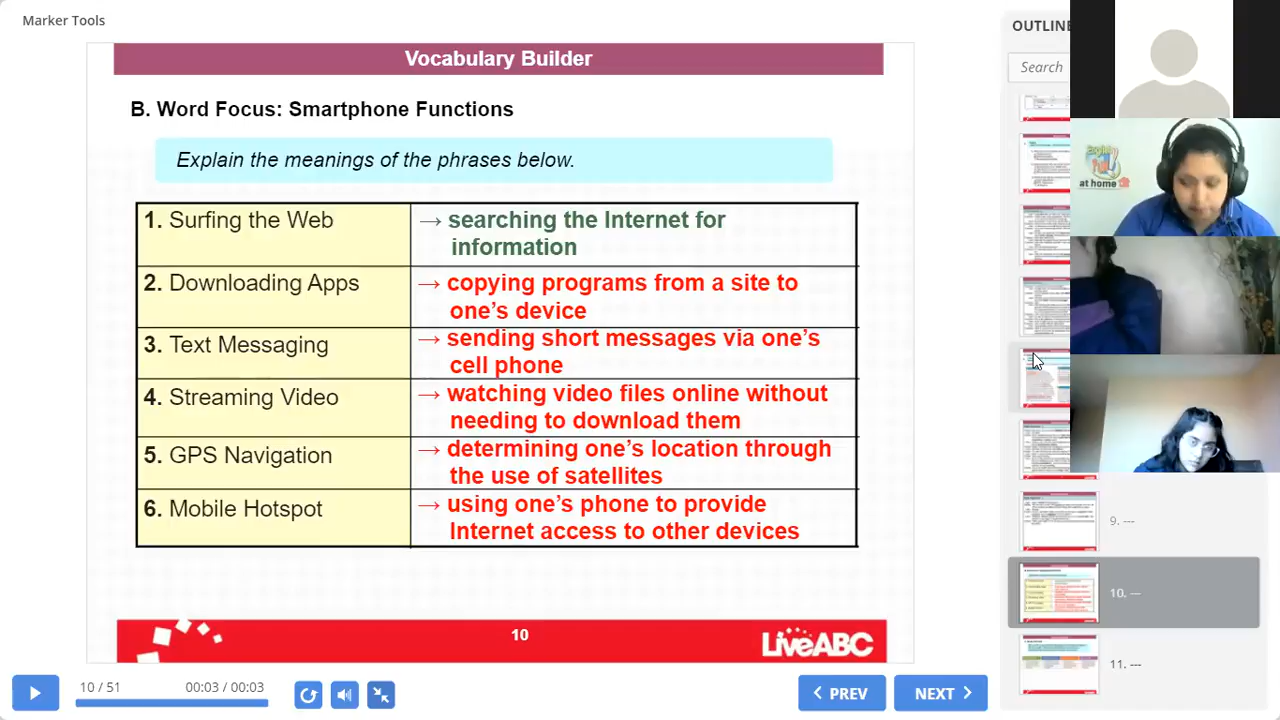 Marker Tools
OUTLINE
Search
Vocabulary Builder
B. Word Focus: Smartphone Functions
Explain the meanings of the phrases below.
1. Surfing the Web
→ searching the Internet for
information
2. Downloading Apps
→ copying programs from a site to
one's device
3. Text Messaging
→ sending short messages via one's
cell phone
4. Streaming Video
→ watching video files online without
needing to download them
5. GPS Navigation
→ determining one's location through
the use of satellites
6. Mobile Hotspot
→ using one's phone to provide
Internet access to other devices
10
LiveABC
at home
9. ---
10. ---
11. ---
10 / 51
00:03 / 00:03
PREV
NEXT